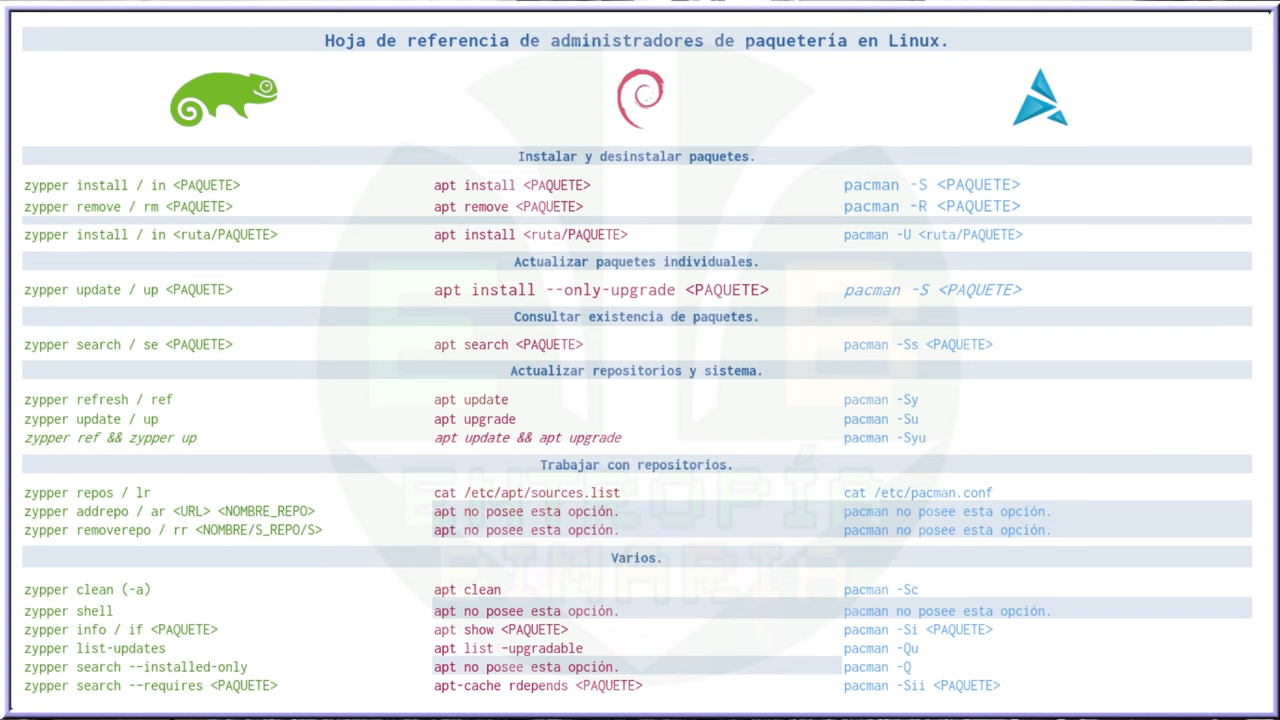 Hoja de referencia de administradores de paquetería en Linux.
Instalar y desinstalar paquetes.
zypper install / in <PAQUETE> apt install <PAQUETE> pacman -S <PAQUETE>
zypper remove / rm <PAQUETE> apt remove <PAQUETE> pacman -R <PAQUETE>
zypper install / in <ruta/PAQUETE> apt install <ruta/PAQUETE> pacman -U <ruta/PAQUETE>
Actualizar paquetes individuales.
zypper update / up <PAQUETE> apt install --only-upgrade <PAQUETE> pacman -S <PAQUETE>
Consultar existencia de paquetes.
zypper search / se <PAQUETE> apt search <PAQUETE> pacman -Ss <PAQUETE>
Actualizar repositorios y sistema.
zypper refresh / ref apt update pacman -Sy
zypper update / up apt upgrade pacman -Su
zypper ref && zypper up apt update && apt upgrade pacman -Syu
Trabajar con repositorios.
zypper repos / lr cat /etc/apt/sources.list cat /etc/pacman.conf
zypper addrepo / ar <URL> <NOMBRE_REPO> apt no posee esta opción. pacman no posee esta opción.
zypper removerepo / rr <NOMBRE/S_REPO/S> apt no posee esta opción. pacman no posee esta opción.
Varios.
zypper clean (-a) apt clean pacman -Sc
zypper shell apt no posee esta opción. pacman no posee esta opción.
zypper info / if <PAQUETE> apt show <PAQUETE> pacman -Si <PAQUETE>
zypper list-updates apt list -upgradable pacman -Qu
zypper search --installed-only apt no posee esta opción. pacman -Q
zypper search --requires <PAQUETE> apt-cache rdepends <PAQUETE> pacman -Sii <PAQUETE>
ENTROPÍA
BINARIA